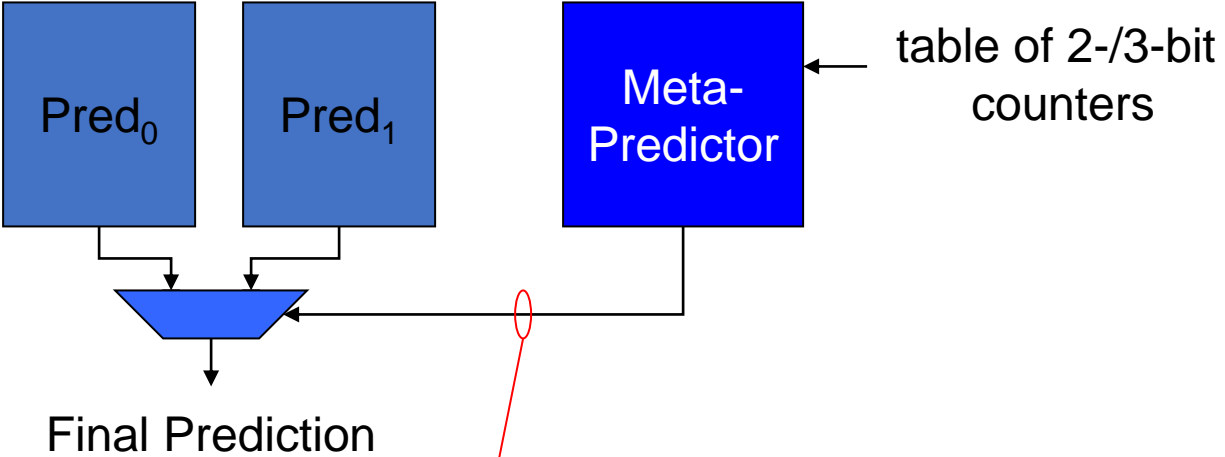 Pred₀
Pred₁
Meta-
Predictor
table of 2-/3-bit
counters
Final Prediction